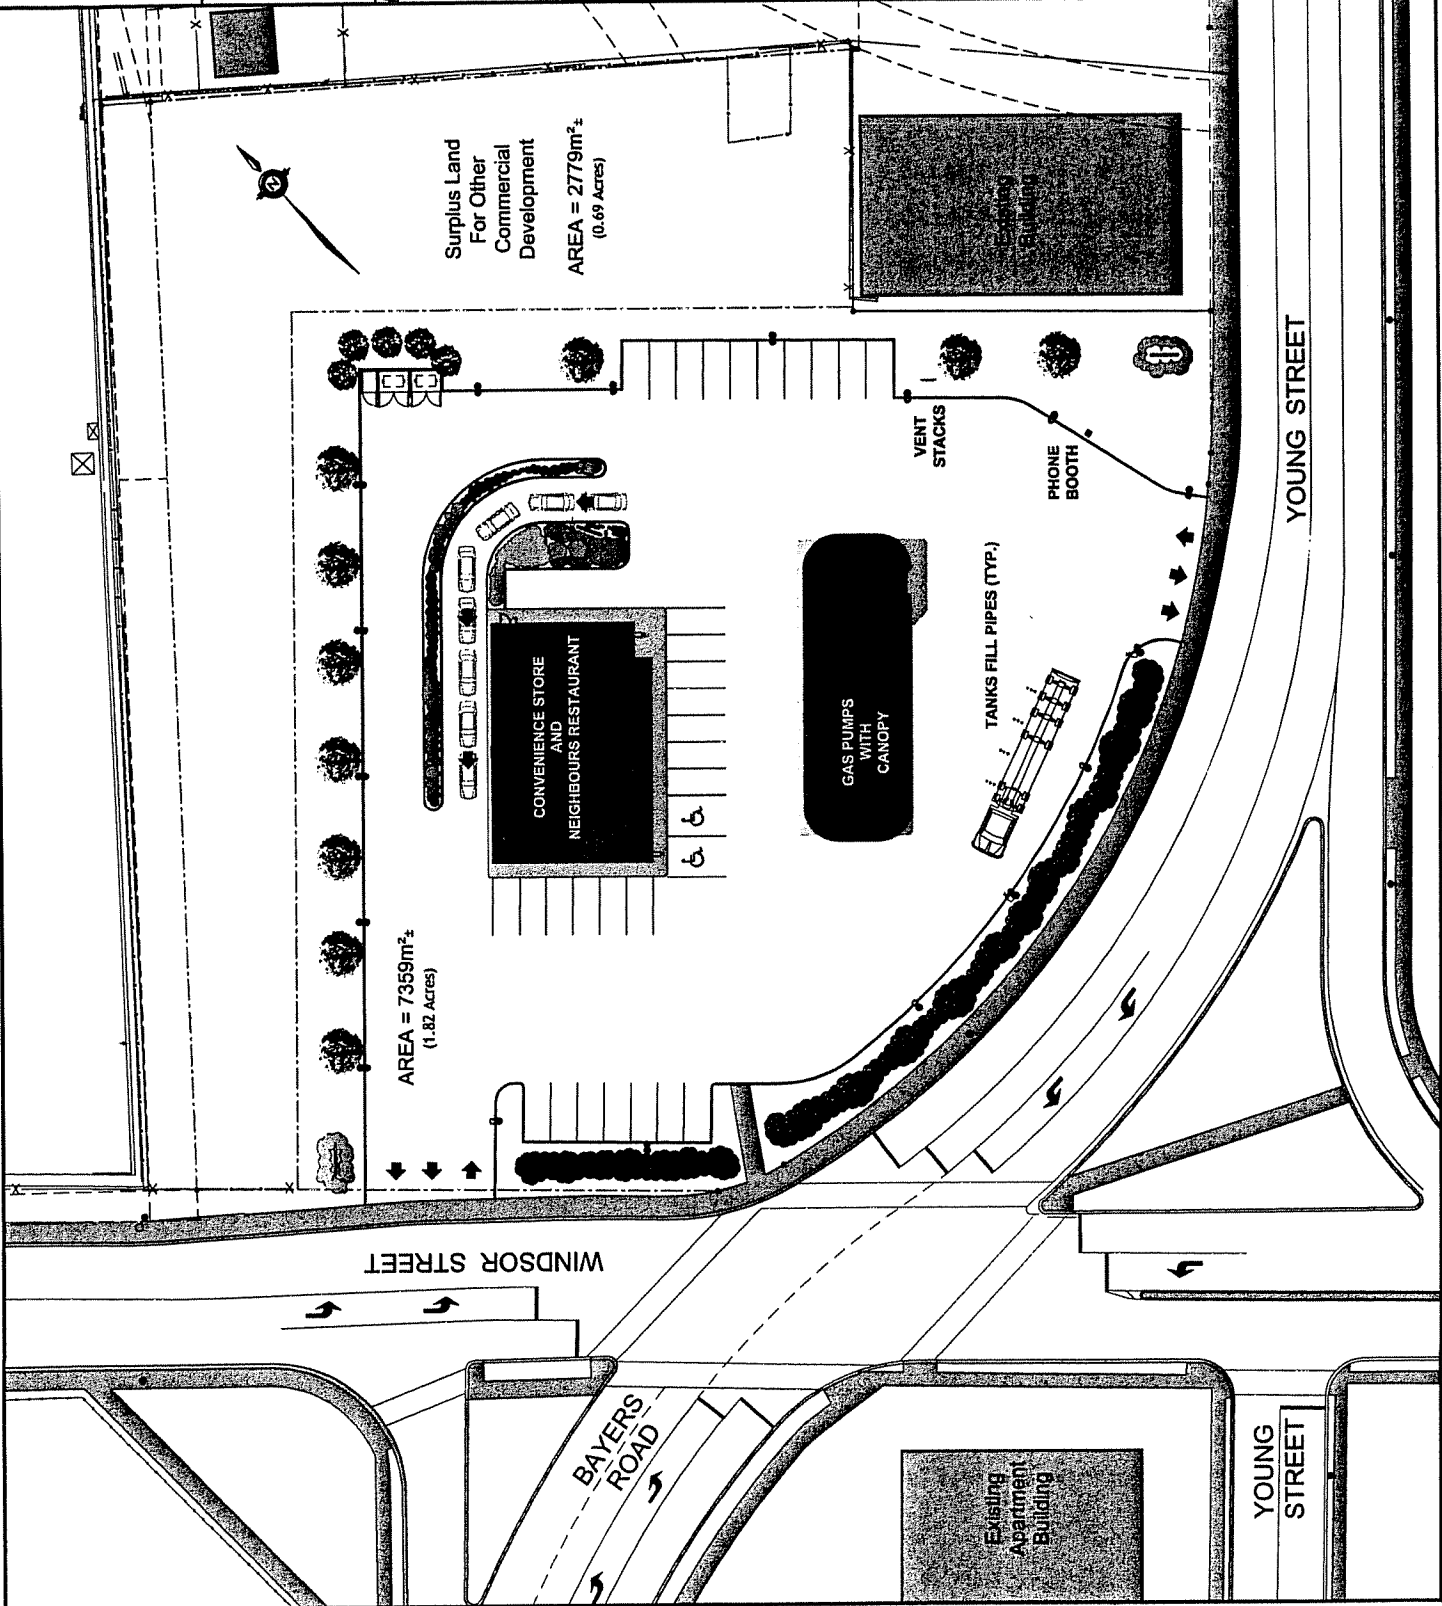 Surplus Land
For Other
Commercial
Development
AREA = 2779m²±
(0.69 Acres)
Existing
Building
N
YOUNG STREET
VENT
STACKS
PHONE
BOOTH
TANKS FILL PIPES (TYP.)
CONVENIENCE STORE
AND
NEIGHBOURS RESTAURANT
GAS PUMPS
WITH
CANOPY
AREA = 7359m²±
(1.82 Acres)
WINDSOR STREET
BAYERS
ROAD
Existing
Apartment
Building
YOUNG
STREET